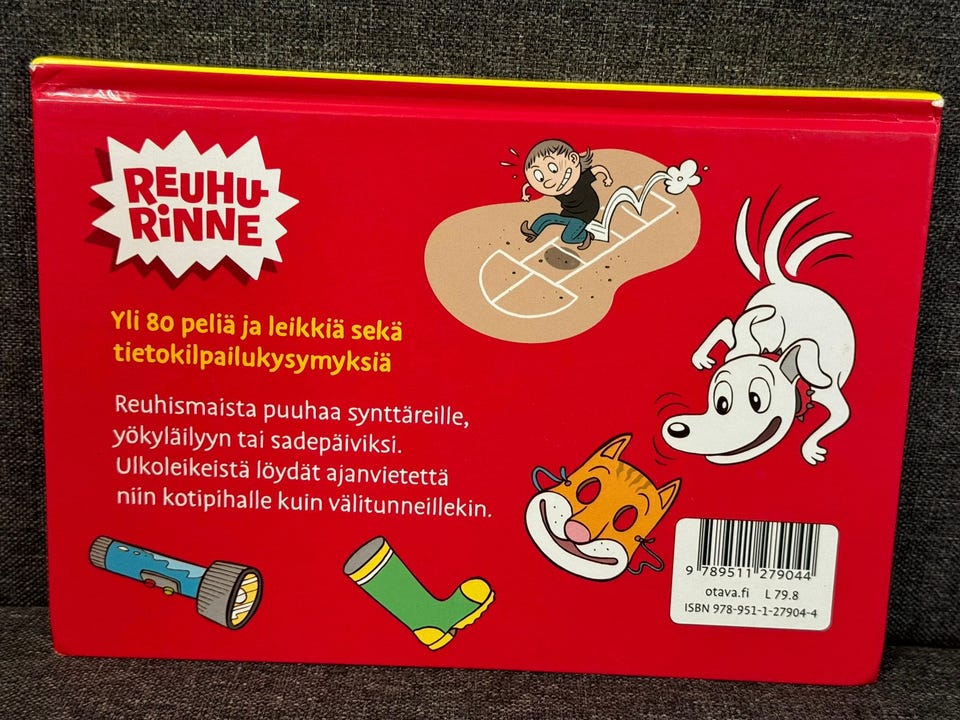 REUHU-
RiNNE
Yli 80 peliä ja leikkiä sekä
tietokilpailukysymyksiä
Reuhismaista puuhaa synttäreille,
yökyläilyyn tai sadepäiviksi.
Ulkoleikeistä löydät ajanvietettä
niin kotipihalle kuin välitunneillekin.
9 789511 279044
otava.fi L 79.8
ISBN 978-951-1-27904-4